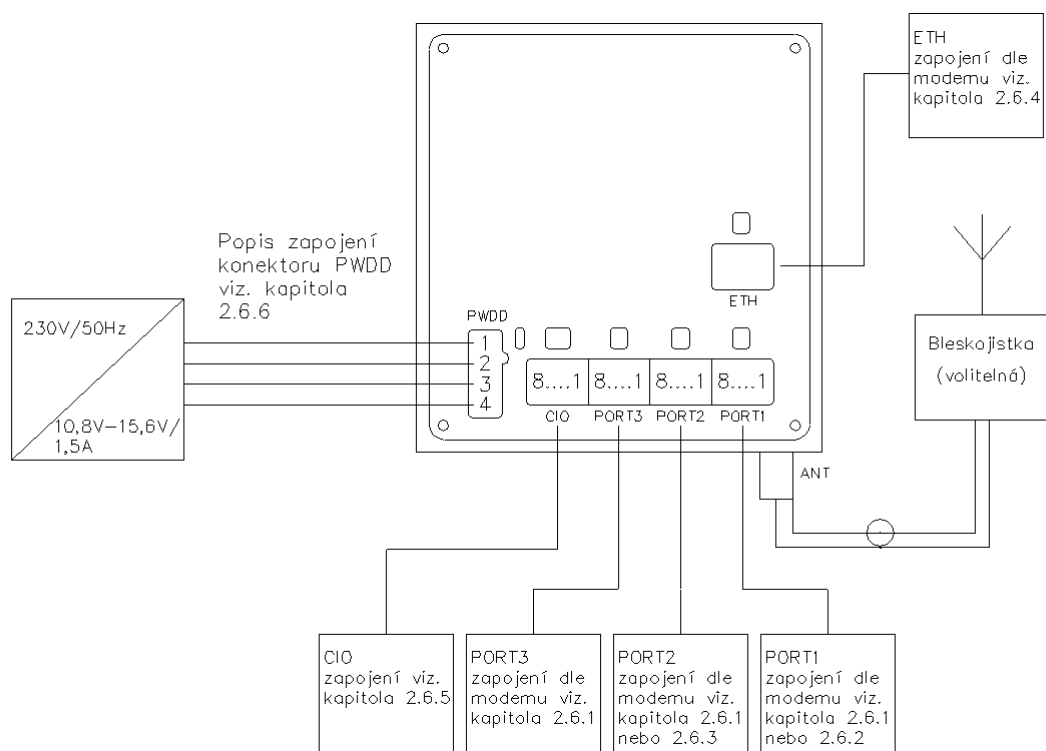 ETH
zapojení dle
modemu viz.
kapitola 2.6.4
Popis zapojení
konektoru PWDD
viz. kapitola
2.6.6
ETH
230V/50Hz
10,8V–15,6V/
1,5A
PWDD
1
2
3
4
8....1
8....1
8....1
8....1
CIO
PORT3
PORT2
PORT1
Bleskojistka
(volitelná)
ANT
CIO
zapojení viz.
kapitola 2.6.5
PORT3
zapojení dle
modemu viz.
kapitola 2.6.1
PORT2
zapojení dle
modemu viz.
kapitola 2.6.1
nebo 2.6.3
PORT1
zapojení dle
modemu viz.
kapitola 2.6.1
nebo 2.6.2